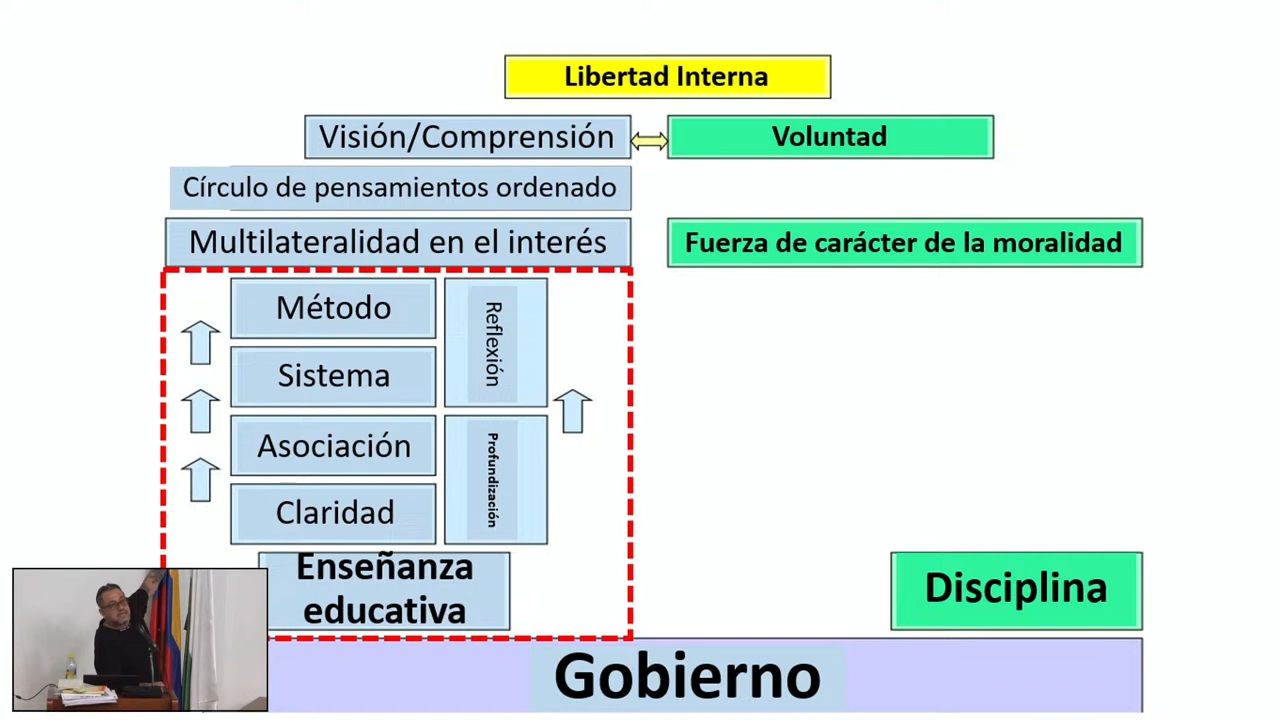 Libertad Interna
Visión/Comprensión
Voluntad
Círculo de pensamientos ordenado
Multilateralidad en el interés
Fuerza de carácter de la moralidad
Método
Reflexión
Sistema
Asociación
Profundización
Claridad
Enseñanza
educativa
Disciplina
Gobierno